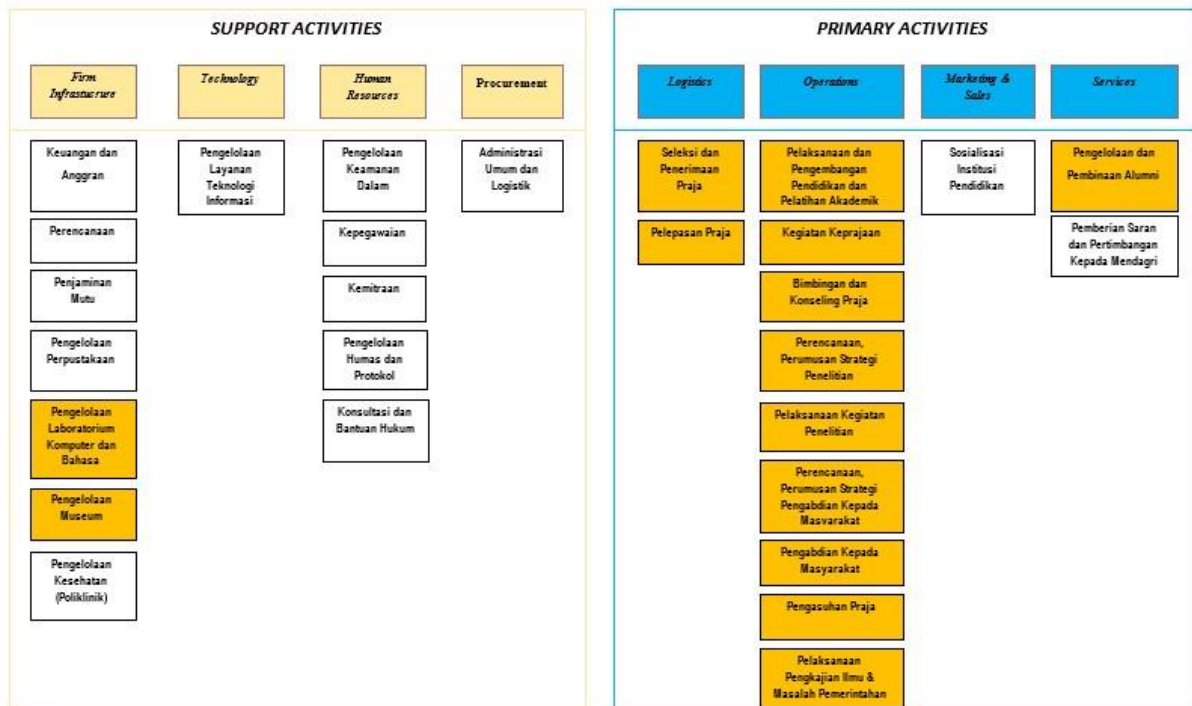 SUPPORT ACTIVITIES
Firm
Infrastucrure
Technology
Human
Resources
Procurement
Keuangan dan
Anggran
Perencanaan
Penjaminan
Mutu
Pengelolaan
Perpustakaan
Pengelolaan
Laboratorium
Komputer dan
Bahasa
Pengelolaan
Museum
Pengelolaan
Kesehatan
(Poliklinik)
Pengelolaan
Layanan
Teknologi
Informasi
Pengelolaan
Keamanan
Dalam
Kepegawaian
Kemitraan
Pengelolaan
Humas dan
Protokol
Konsultasi dan
Bantuan Hukum
Administrasi
Umum dan
Logistik
PRIMARY ACTIVITIES
Logistics
Operations
Marketing &
Sales
Services
Seleksi dan
Penerimaan
Praja
Pelepasan Praja
Pelaksanaan dan
Pengembangan
Pendidikan dan
Pelatihan Akademik
Kegiatan Keprajaan
Bimbingan dan
Konseling Praja
Perencanaan,
Perumusan Strategi
Penelitian
Pelaksanaan Kegiatan
Penelitian
Perencanaan,
Perumusan Strategi
Pengabdian Kepada
Masyarakat
Pengabdian Kepada
Masyarakat
Pengasuhan Praja
Pelaksanaan
Pengkajian Ilmu &
Masalah Pemerintahan
Sosialisasi
Institusi
Pendidikan
Pengelolaan dan
Pembinaan Alumni
Pemberian Saran
dan Pertimbangan
Kepada Mendagri